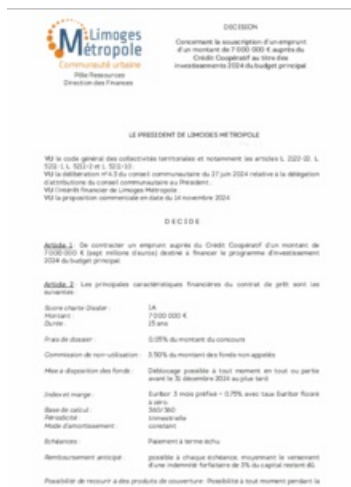 Limoges
Métropole
Communauté urbaine
Pôle Ressources
Direction des Finances
DECISION
Concernant la souscription d'un emprunt
d'un montant de 7 000 000 € auprès du
Crédit Coopératif au titre des
investissements 2024 du budget principal
LE PRESIDENT DE LIMOGES METROPOLE
VU le code général des collectivités territoriales et notamment les articles L. 2122-22, L.
5211-1, L. 5211-2 et L. 5211-10 ;
VU la délibération n°4.3 du conseil communautaire du 27 juin 2024 relative à la délégation
d'attributions du conseil communautaire au Président ;
VU l'intérêt financier de Limoges Métropole ;
VU la proposition commerciale en date du 14 novembre 2024
DECIDE
Article 1 : De contracter un emprunt auprès du Crédit Coopératif d'un montant de
7 000 000 € (sept millions d'euros) destiné à financer le programme d'investissement
2024 du budget principal.
Article 2 : Les principales caractéristiques financières du contrat de prêt sont les
suivantes :
Score charte Gissler : 1A
Montant : 7 000 000 €
Durée : 15 ans
Frais de dossier : 0.05% du montant du concours
Commission de non-utilisation : 3.50% du montant des fonds non appelés
Mise à disposition des fonds : Déblocage possible à tout moment en tout ou partie
avant le 31 décembre 2024 au plus tard
Index et marge : Euribor 3 mois préfixé + 0.75% avec taux Euribor flooré
à zéro
Base de calcul : 360/360
Périodicité : trimestrielle
Mode d'amortissement : constant
Echéances : Paiement à terme échu
Remboursement anticipé : possible à chaque échéance, moyennant le versement
d'une indemnité forfaitaire de 3% du capital restant dû.
Possibilité de recourir à des produits de couverture : Possibilité à tout moment pendant la